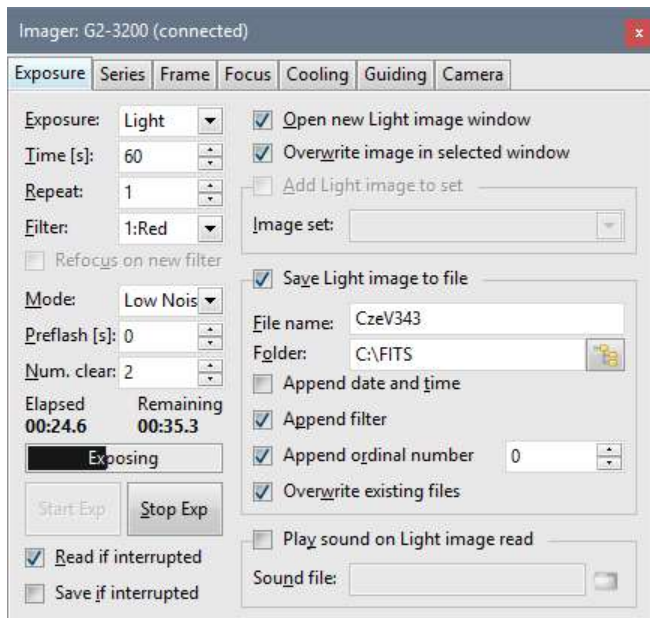 Imager: G2-3200 (connected)
x
Exposure Series Frame Focus Cooling Guiding Camera
Exposure: Light
Time [s]: 60
Repeat: 1
Filter: 1:Red
Refocus on new filter
Mode: Low Nois
Preflash [s]: 0
Num. clear: 2
Elapsed Remaining
00:24.6 00:35.3
Exposing
Start Exp Stop Exp
Read if interrupted
Save if interrupted
Open new Light image window
Overwrite image in selected window
Add Light image to set
Image set:
Save Light image to file
File name: CzeV343
Folder: C:\FITS
Append date and time
Append filter
Append ordinal number 0
Overwrite existing files
Play sound on Light image read
Sound file: